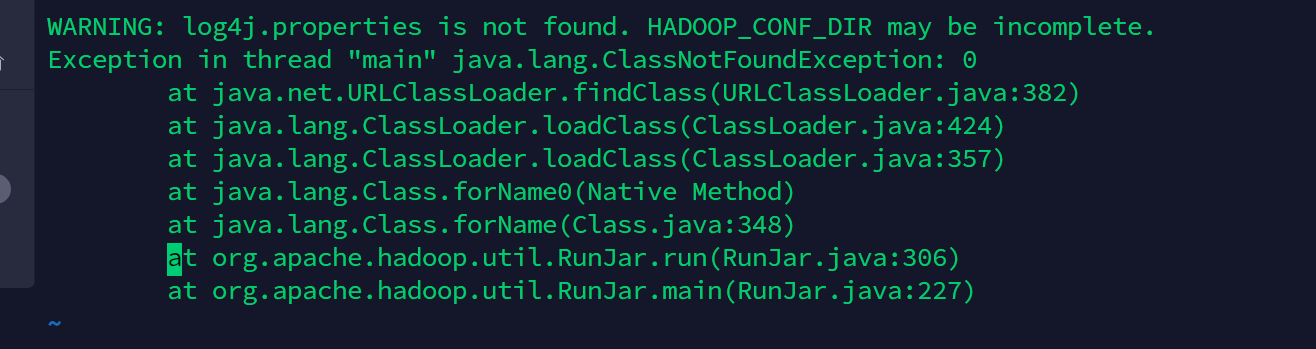 WARNING: log4j.properties is not found. HADOOP_CONF_DIR may be incomplete.
Exception in thread "main" java.lang.ClassNotFoundException: 0
at java.net.URLClassLoader.findClass(URLClassLoader.java:382)
at java.lang.ClassLoader.loadClass(ClassLoader.java:424)
at java.lang.ClassLoader.loadClass(ClassLoader.java:357)
at java.lang.Class.forName0(Native Method)
at java.lang.Class.forName(Class.java:348)
at org.apache.hadoop.util.RunJar.run(RunJar.java:306)
at org.apache.hadoop.util.RunJar.main(RunJar.java:227)
~